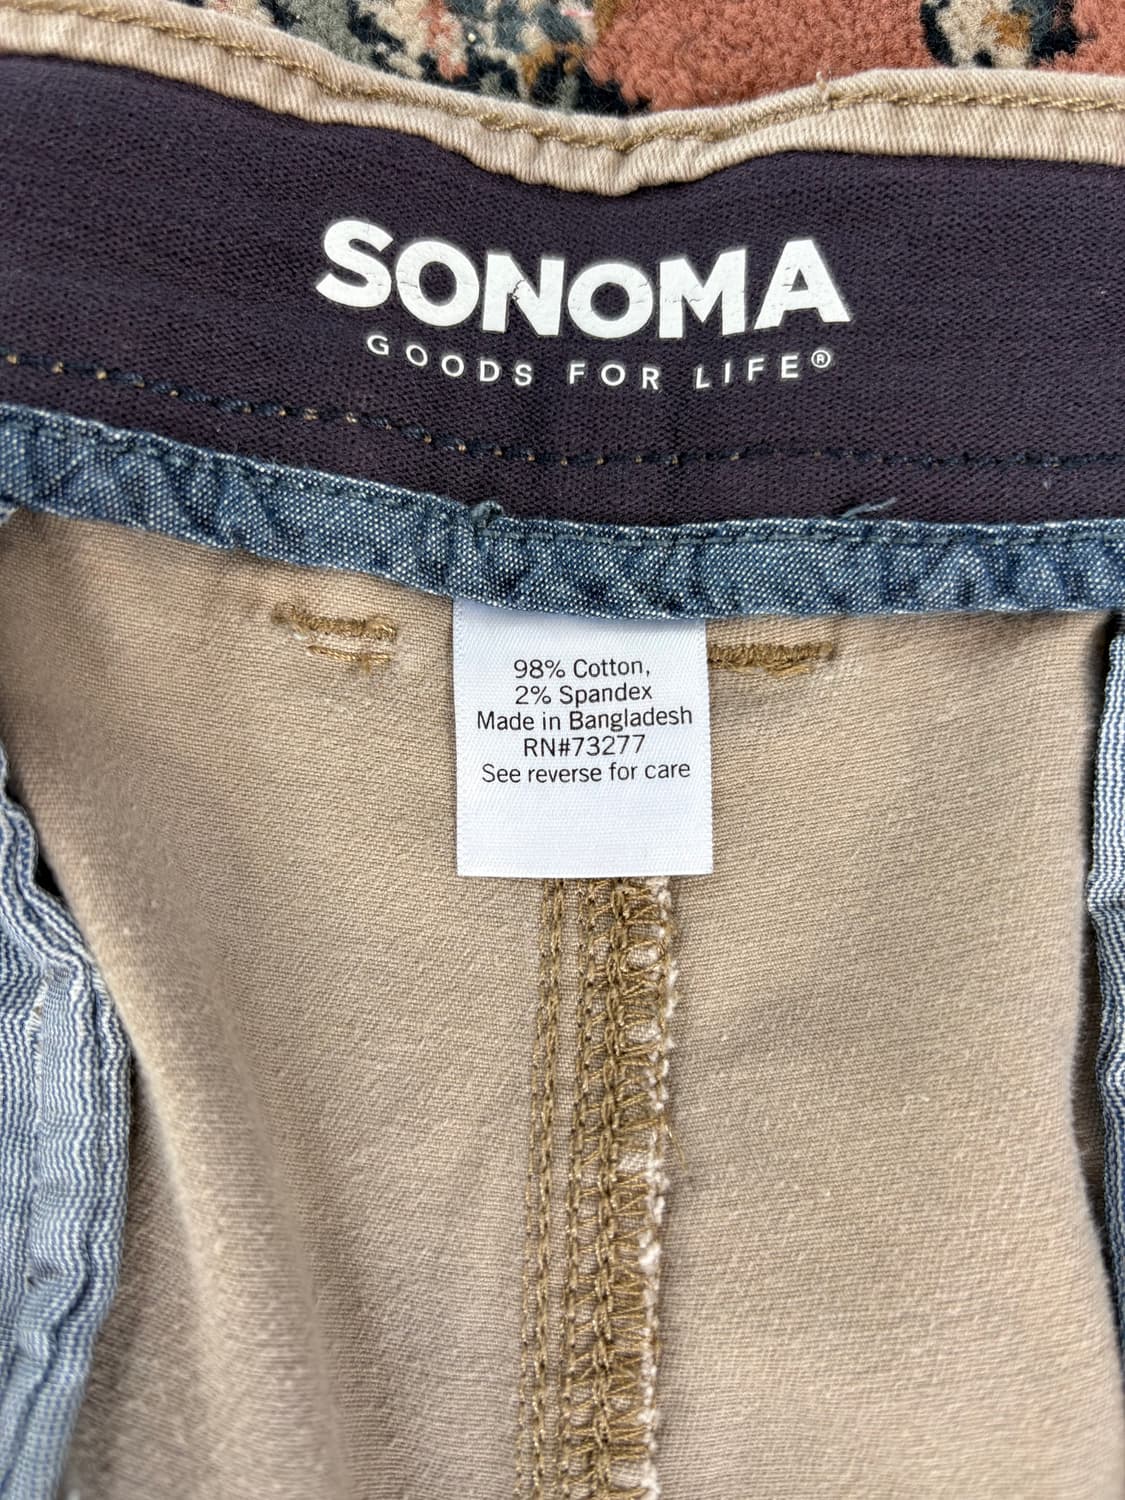 SONOMA
GOODS FOR LIFE®
98% Cotton,
2% Spandex
Made in Bangladesh
RN#73277
See reverse for care